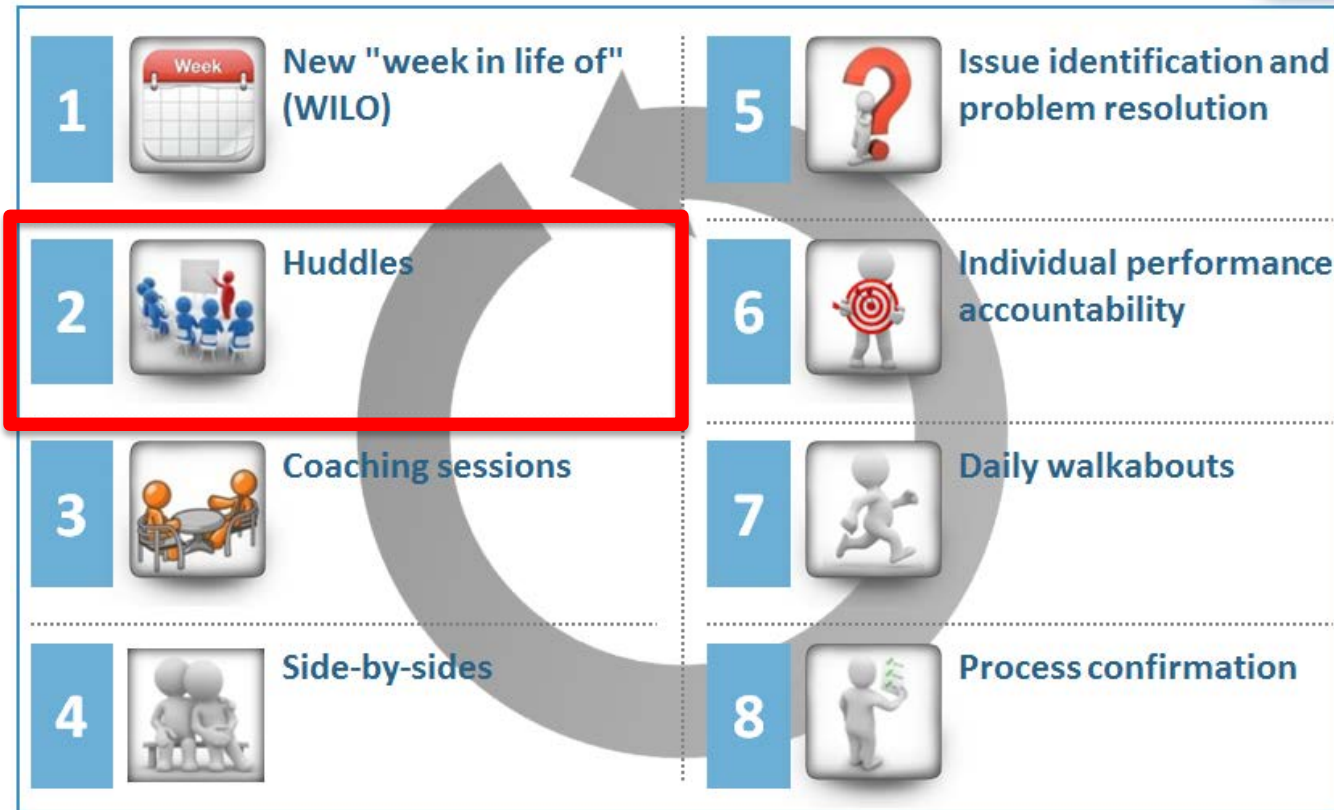 1
Week
New "week in life of"
(WILO)
2
Huddles
3
Coaching sessions
4
Side-by-sides
5
Issue identification and
problem resolution
6
Individual performance
accountability
7
Daily walkabouts
8
Process confirmation